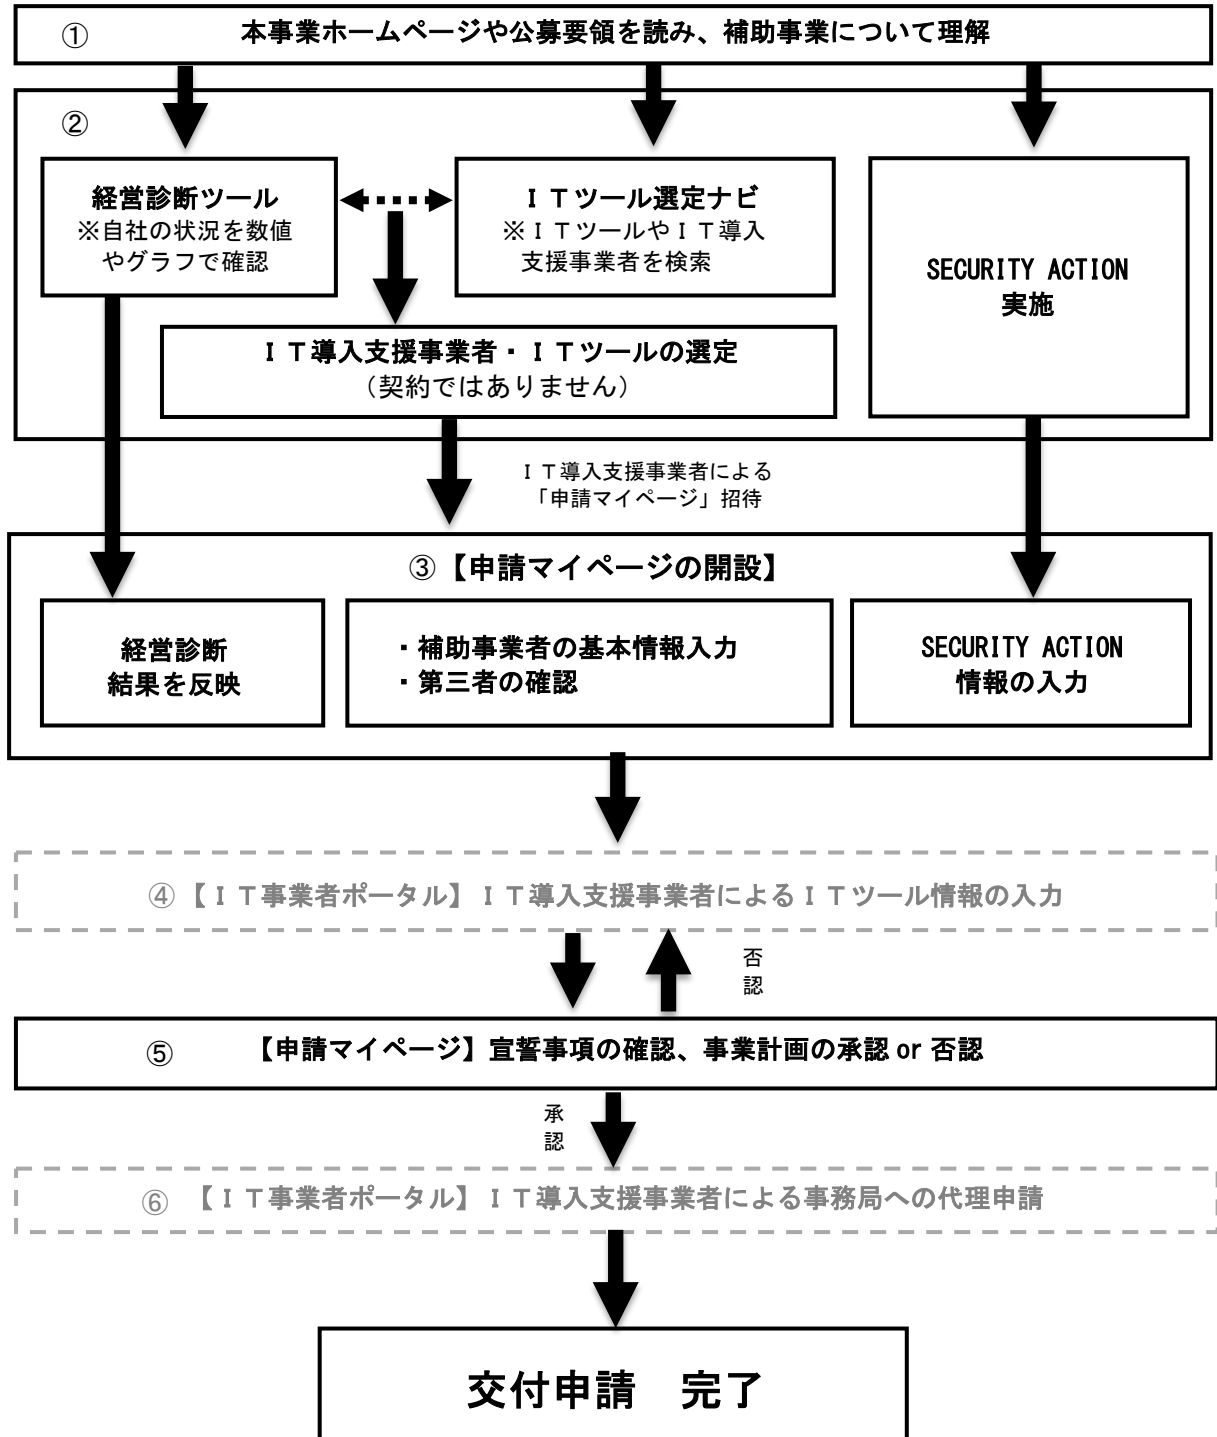 ① 本事業ホームページや公募要領を読み、補助事業について理解
②
経営診断ツール
※自社の状況を数値
やグラフで確認
ＩＴツール選定ナビ
※ＩＴツールやＩＴ導入
支援事業者を検索
SECURITY ACTION
実施
ＩＴ導入支援事業者・ＩＴツールの選定
（契約ではありません）
ＩＴ導入支援事業者による
「申請マイページ」招待
③【申請マイページの開設】
経営診断
結果を反映
・補助事業者の基本情報入力
・第三者の確認
SECURITY ACTION
情報の入力
④【ＩＴ事業者ポータル】ＩＴ導入支援事業者によるＩＴツール情報の入力
否
認
⑤ 【申請マイページ】宣誓事項の確認、事業計画の承認 or 否認
承
認
⑥ 【ＩＴ事業者ポータル】ＩＴ導入支援事業者による事務局への代理申請
交付申請　完了